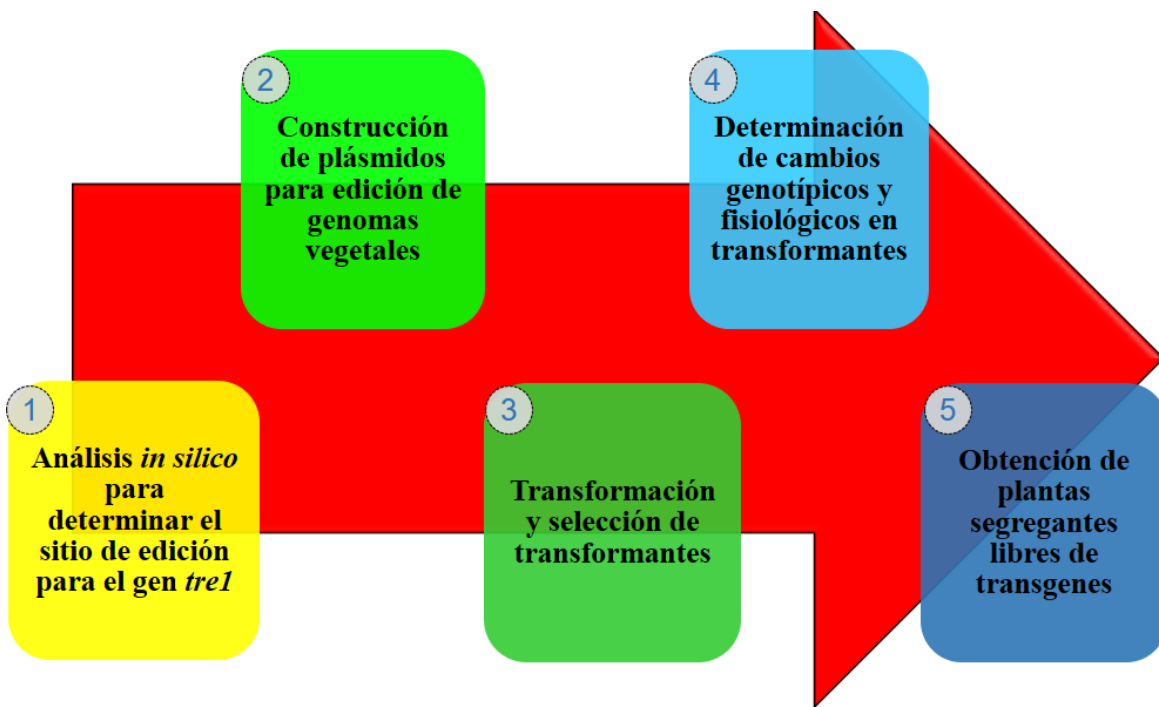 1
Análisis in silico
para
determinar el
sitio de edición
para el gen tre1
2
Construcción
de plásmidos
para edición de
genomas
vegetales
3
Transformación
y selección de
transformantes
4
Determinación
de cambios
genotípicos y
fisiológicos en
transformantes
5
Obtención de
plantas
segregantes
libres de
transgenes